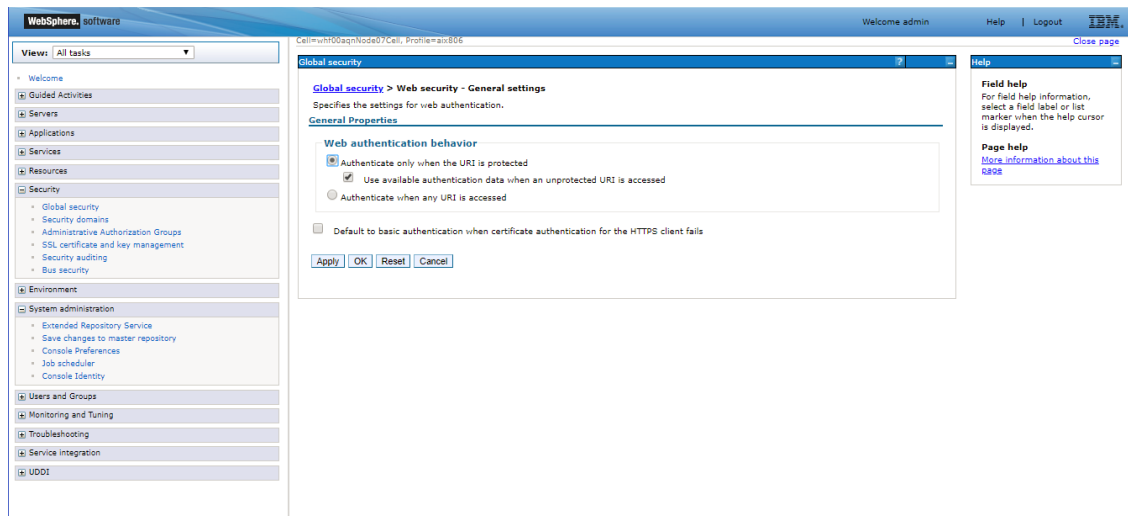 WebSphere. software
Welcome admin
Help | Logout
IBM.
View: All tasks
Cell=whf00aqnNode07Cell, Profile=aix806
Close page
Welcome
Guided Activities
Servers
Applications
Services
Resources
Security
Global security
Security domains
Administrative Authorization Groups
SSL certificate and key management
Security auditing
Bus security
Environment
System administration
Extended Repository Service
Save changes to master repository
Console Preferences
Job scheduler
Console Identity
Users and Groups
Monitoring and Tuning
Troubleshooting
Service integration
UDDI
Global security
?
Global security > Web security - General settings
Specifies the settings for web authentication.
General Properties
Web authentication behavior
Authenticate only when the URI is protected
Use available authentication data when an unprotected URI is accessed
Authenticate when any URI is accessed
Default to basic authentication when certificate authentication for the HTTPS client fails
Apply OK Reset Cancel
Help
Field help
For field help information,
select a field label or list
marker when the help cursor
is displayed.
Page help
More information about this
page